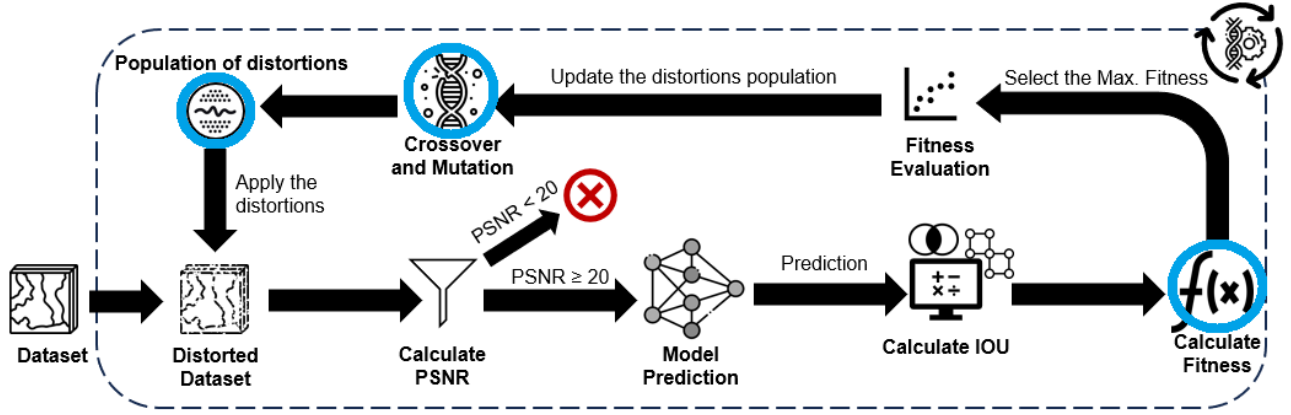 Population of distortions
Update the distortions population
Select the Max. Fitness
Crossover
and Mutation
Fitness
Evaluation
Apply the
distortions
PSNR < 20
PSNR ≥ 20
Prediction
f(x)
Dataset
Distorted
Dataset
Calculate
PSNR
Model
Prediction
Calculate IOU
Calculate
Fitness